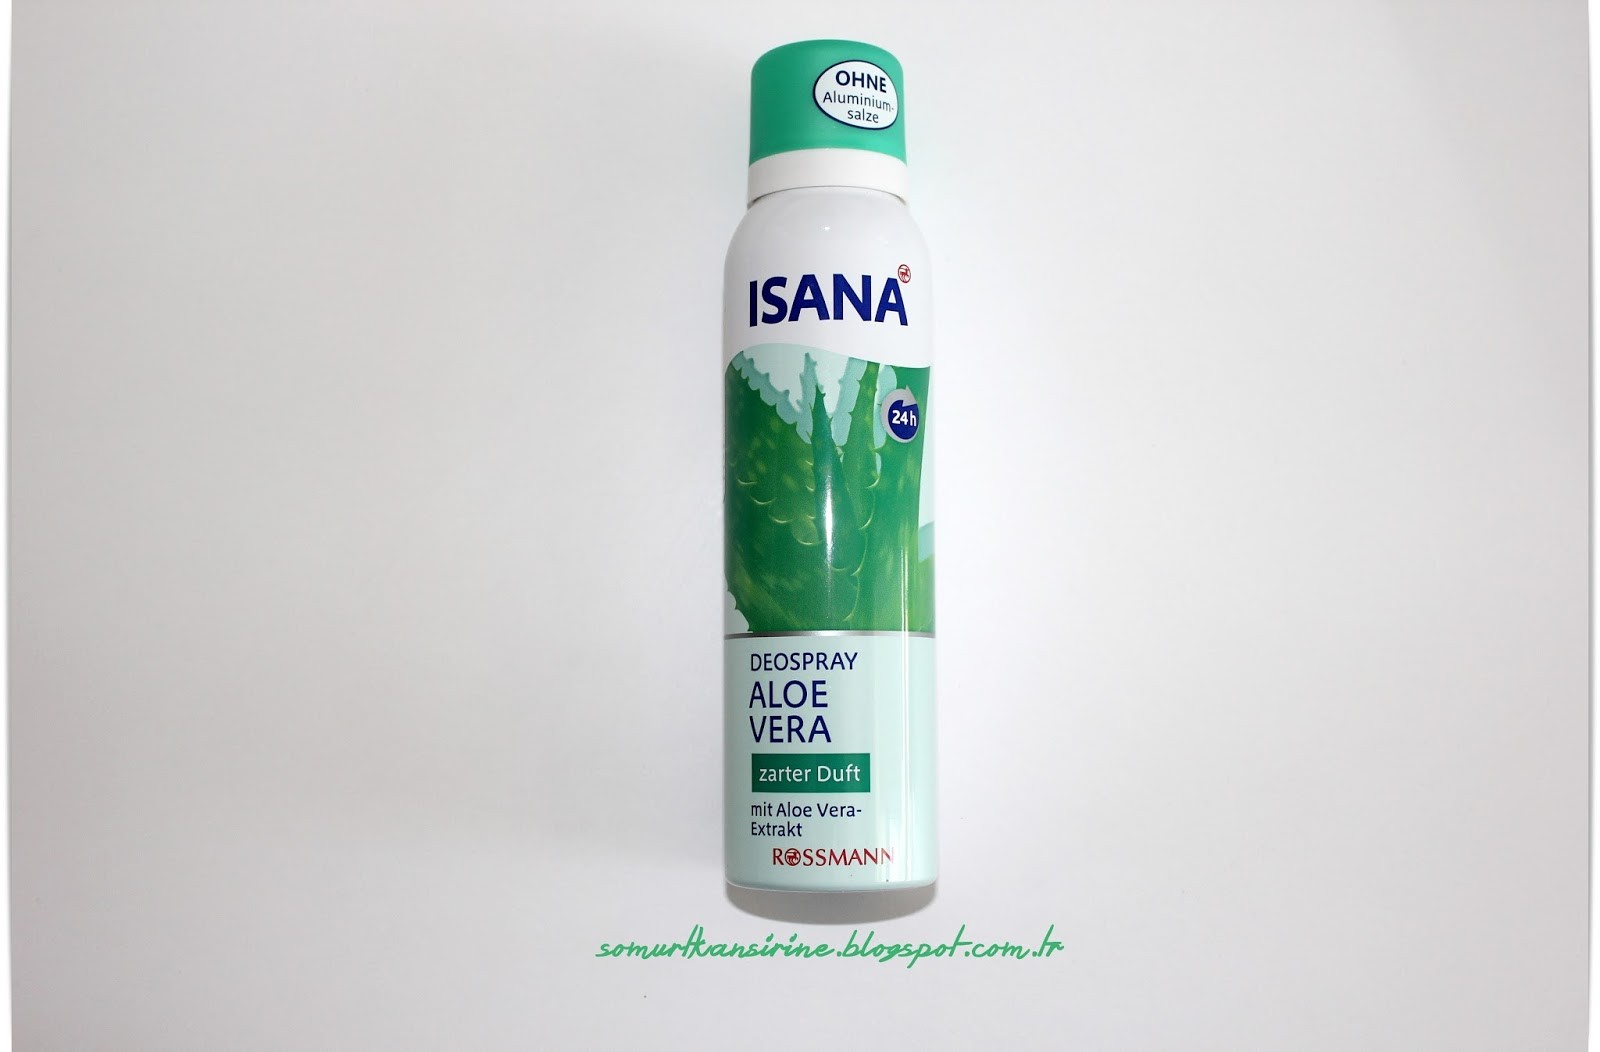 OHNE
Aluminium-
salze
ISANA
24h
DEOSPRAY
ALOE
VERA
zarter Duft
mit Aloe Vera-
Extrakt
ROSSMANN
somurtkansirine.blogspot.com.tr